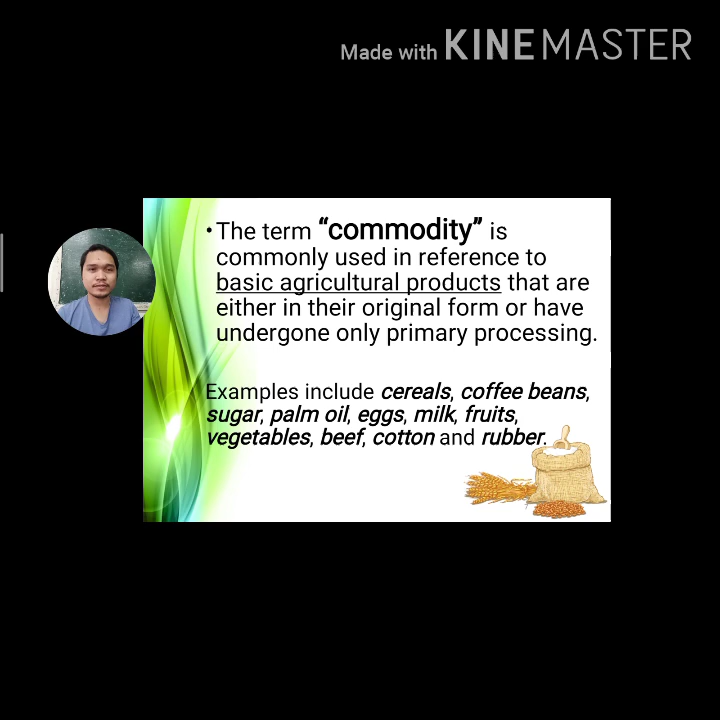 Made with KINEMASTER
• The term “commodity” is
commonly used in reference to
basic agricultural products that are
either in their original form or have
undergone only primary processing.
Examples include cereals, coffee beans,
sugar, palm oil, eggs, milk, fruits,
vegetables, beef, cotton and rubber.